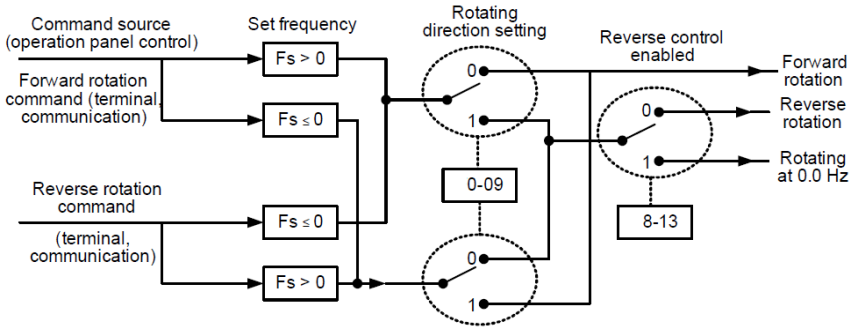 Command source
(operation panel control)
Set frequency
Rotating
direction setting
Reverse control
enabled
Fs > 0
0
Forward
rotation
Forward rotation
command (terminal,
communication)
Fs ≤ 0
1
0
Reverse
rotation
1
Rotating
at 0.0 Hz
0-09
8-13
Reverse rotation
command
(terminal,
communication)
Fs ≤ 0
Fs > 0
0
1